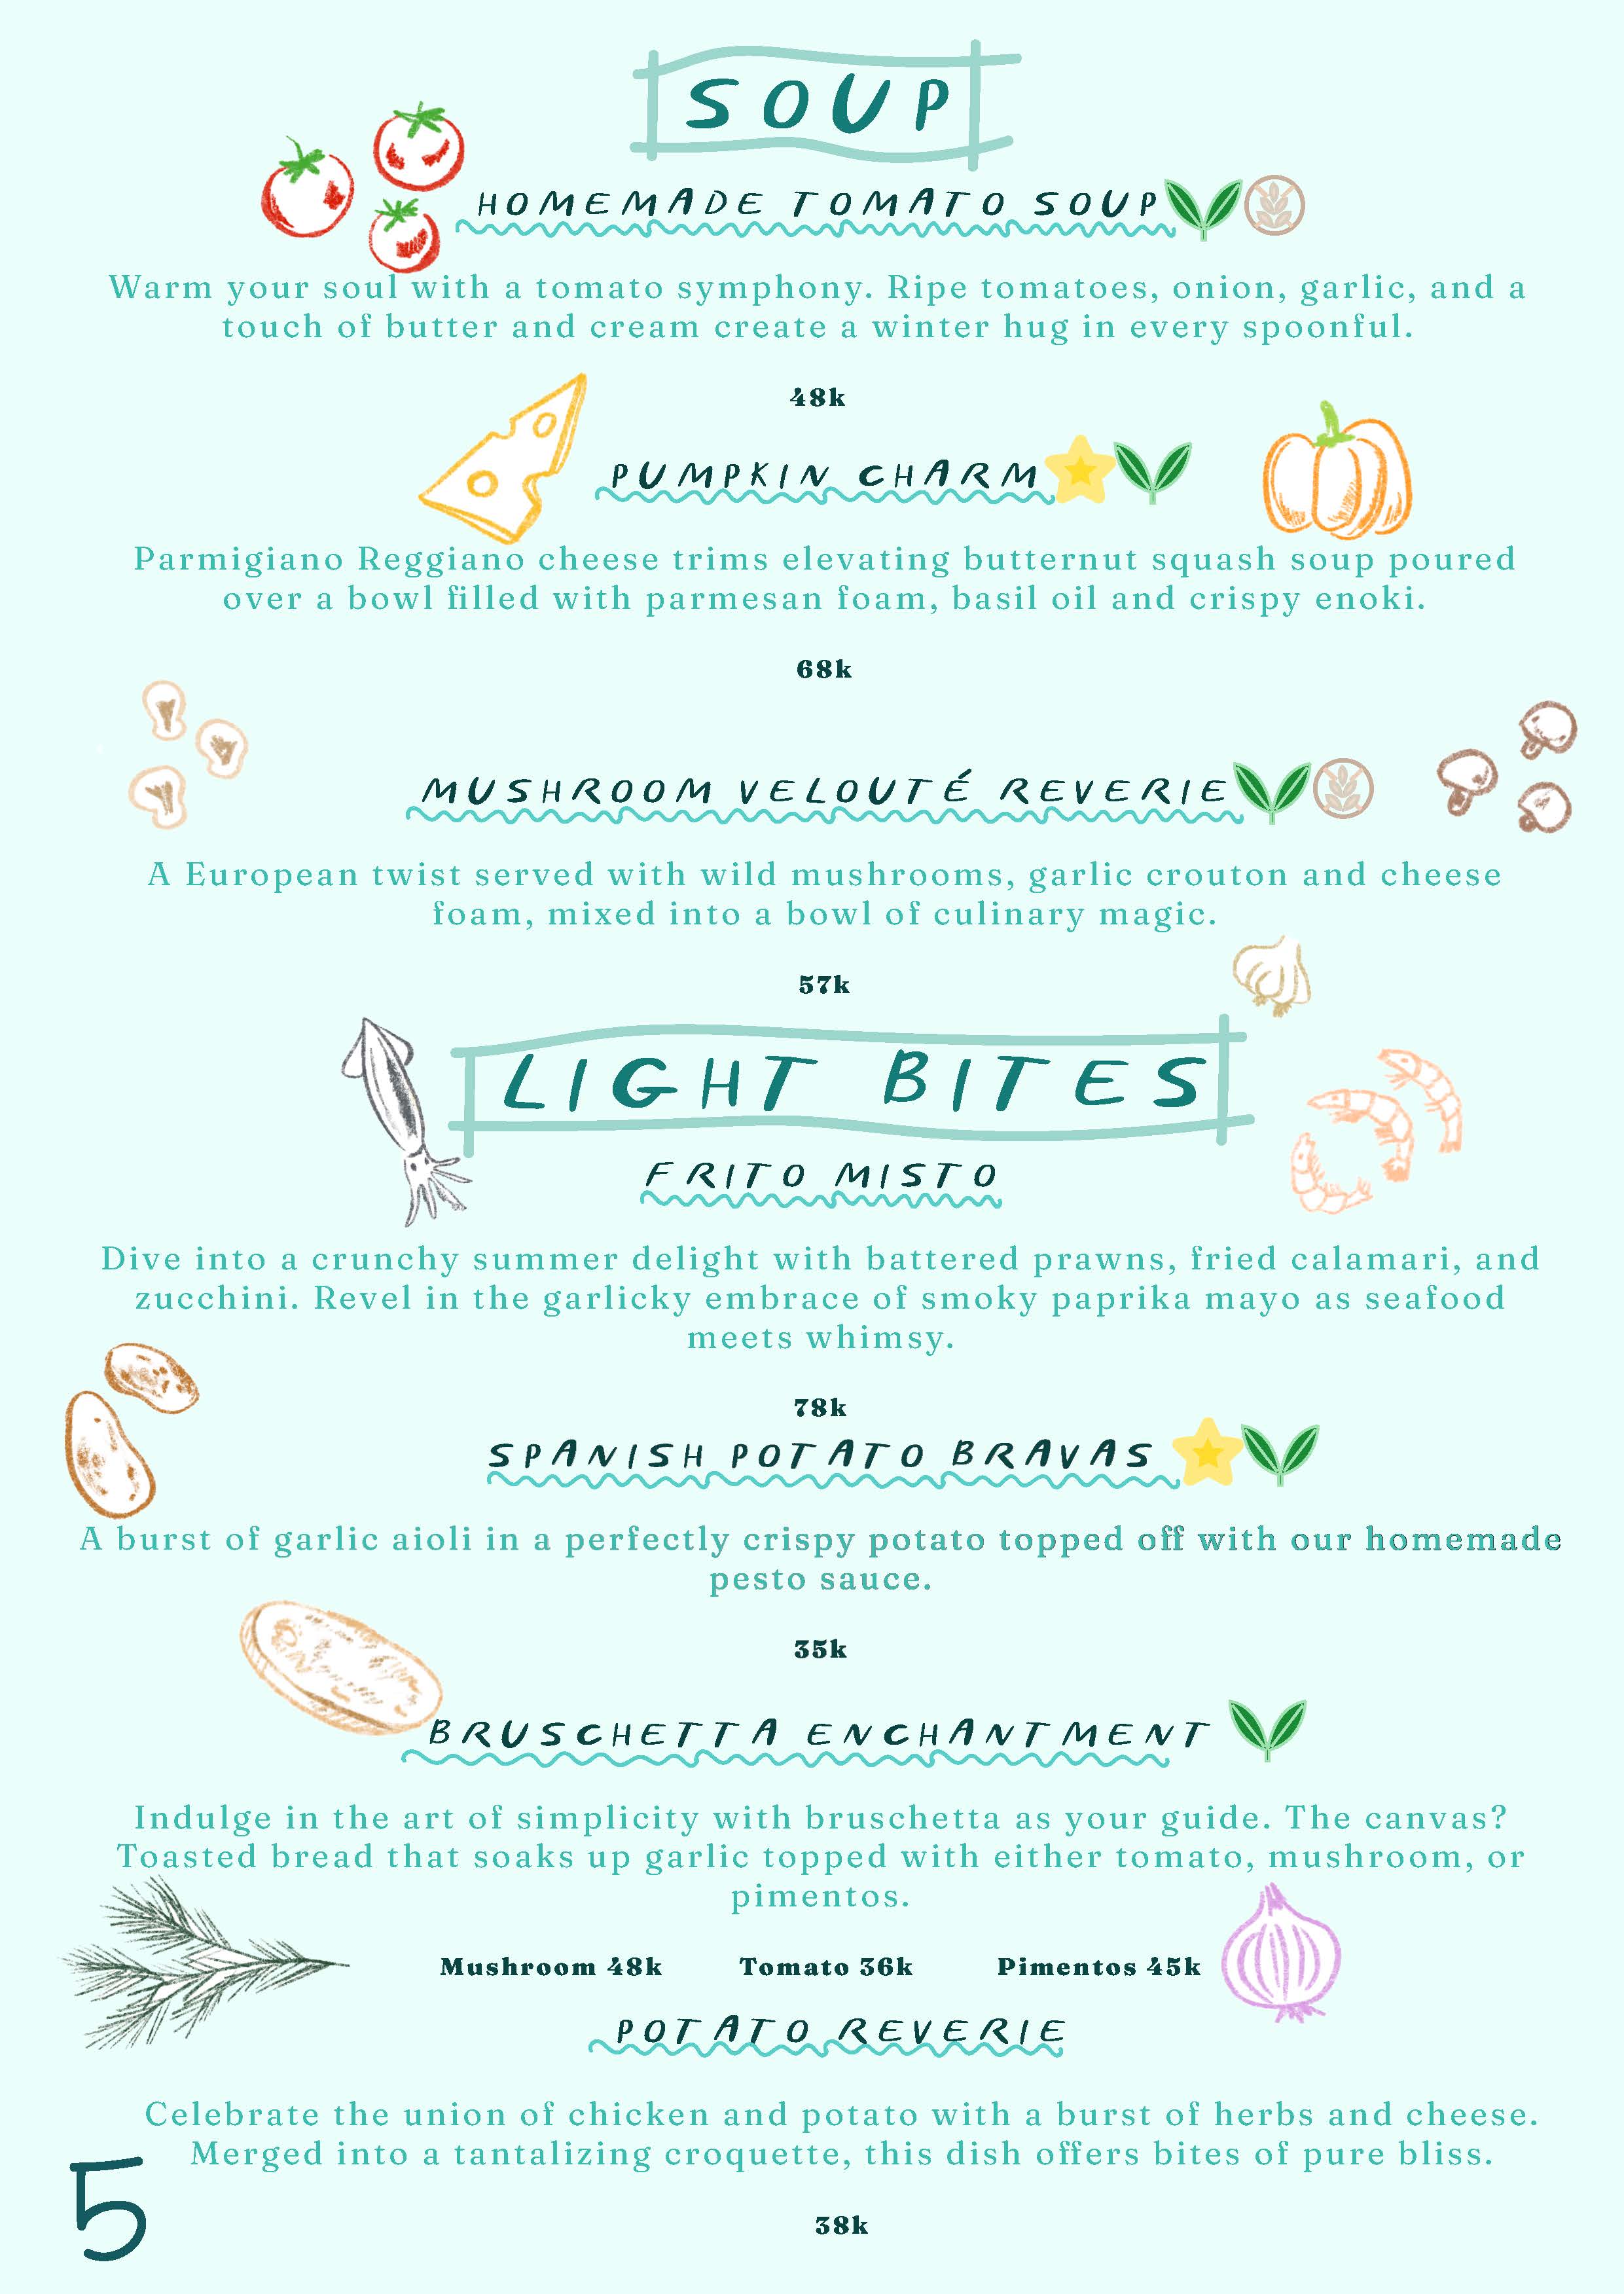 SOUP
HOMEMADE TOMATO SOUP
Warm your soul with a tomato symphony. Ripe tomatoes, onion, garlic, and a
touch of butter and cream create a winter hug in every spoonful.
48k
PUMPKIN CHARM
Parmigiano Reggiano cheese trims elevating butternut squash soup poured
over a bowl filled with parmesan foam, basil oil and crispy enoki.
68k
MUSHROOM VELOUTÉ REVERIE
A European twist served with wild mushrooms, garlic crouton and cheese
foam, mixed into a bowl of culinary magic.
57k
LIGHT BITES
FRITO MISTO
Dive into a crunchy summer delight with battered prawns, fried calamari, and
zucchini. Revel in the garlicky embrace of smoky paprika mayo as seafood
meets whimsy.
78k
SPANISH POTATO BRAVAS
A burst of garlic aioli in a perfectly crispy potato topped off with our homemade
pesto sauce.
35k
BRUSCHETTA ENCHANTMENT
Indulge in the art of simplicity with bruschetta as your guide. The canvas?
Toasted bread that soaks up garlic topped with either tomato, mushroom, or
pimentos.
Mushroom 48k Tomato 36k Pimentos 45k
POTATO REVERIE
Celebrate the union of chicken and potato with a burst of herbs and cheese.
Merged into a tantalizing croquette, this dish offers bites of pure bliss.
38k
5